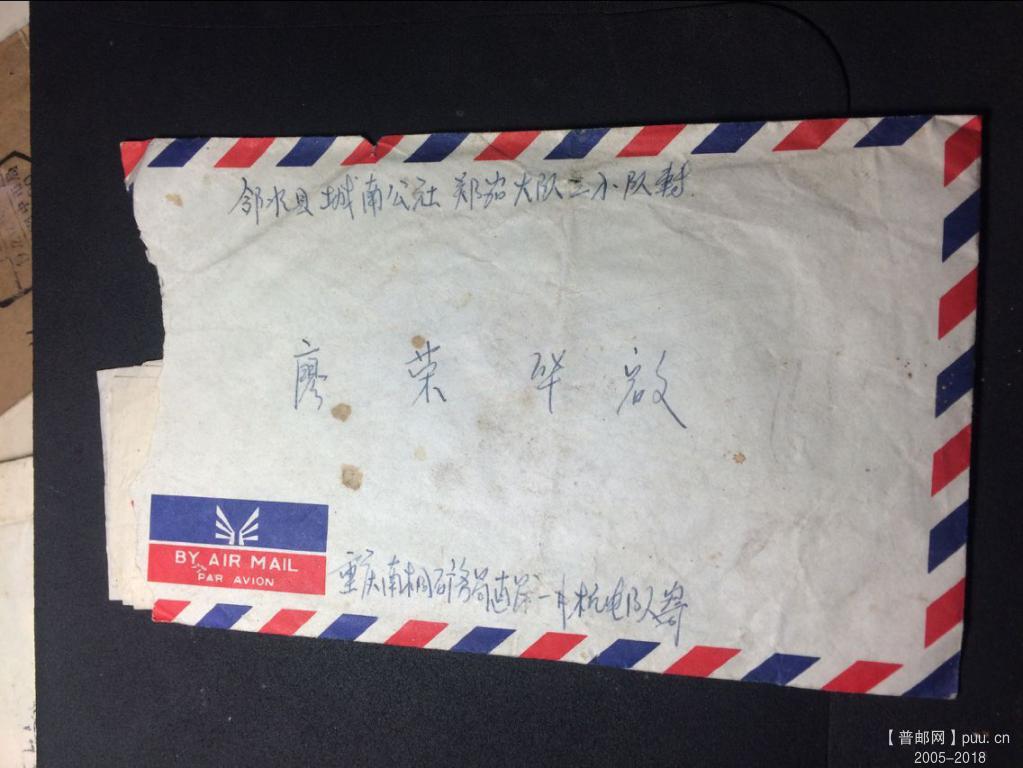 邻水县城南公社郑岩大队二小队转
廖荣华啟
BY AIR MAIL
PAR AVION
重庆南桐矿务局
一井机电队寄
【普邮网】puu.cn
2005-2018